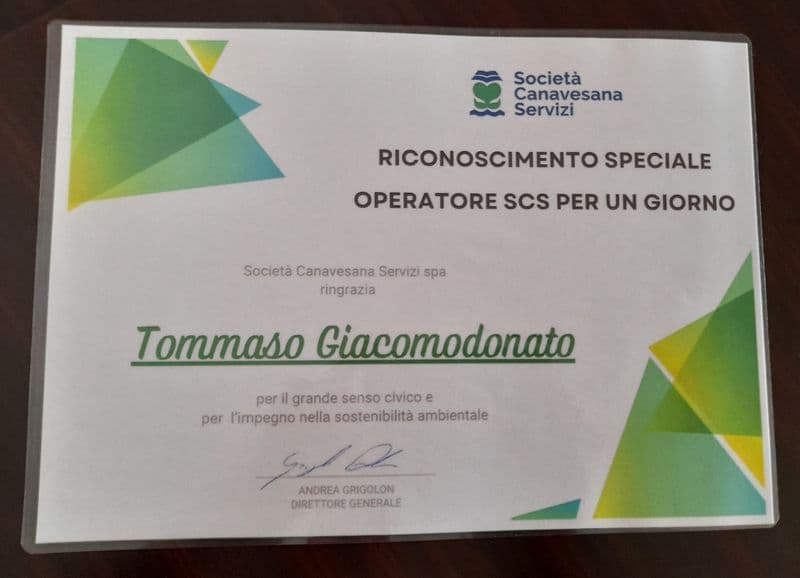 Società
Canavesana
Servizi
RICONOSCIMENTO SPECIALE
OPERATORE SCS PER UN GIORNO
Società Canavesana Servizi spa
ringrazia
Tommaso Giacomodonato
per il grande senso civico e
per l'impegno nella sostenibilità ambientale
ANDREA GRIGOLON
DIRETTORE GENERALE